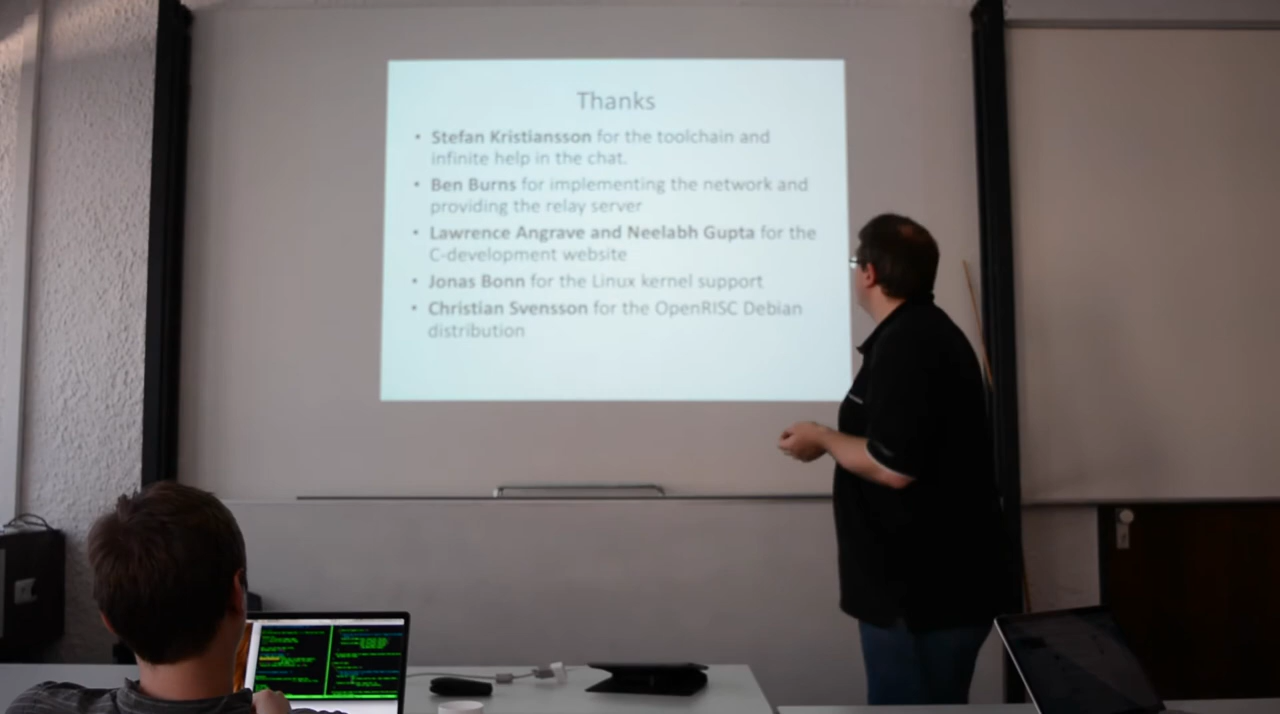 Thanks
• Stefan Kristiansson for the toolchain and
infinite help in the chat.
• Ben Burns for implementing the network and
providing the relay server
• Lawrence Angrave and Neelabh Gupta for the
C-development website
• Jonas Bonn for the Linux kernel support
• Christian Svensson for the OpenRISC Debian
distribution